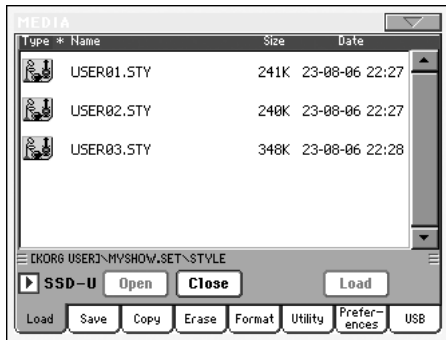 MEDIA
Type * Name Size Date
USER01.STY 241K 23-08-06 22:27
USER02.STY 240K 23-08-06 22:27
USER03.STY 348K 23-08-06 22:28
[KORG USER]\MYSHOW.SET\STYLE
SSD-U Open Close Load
Load Save Copy Erase Format Utility Prefer-ences USB